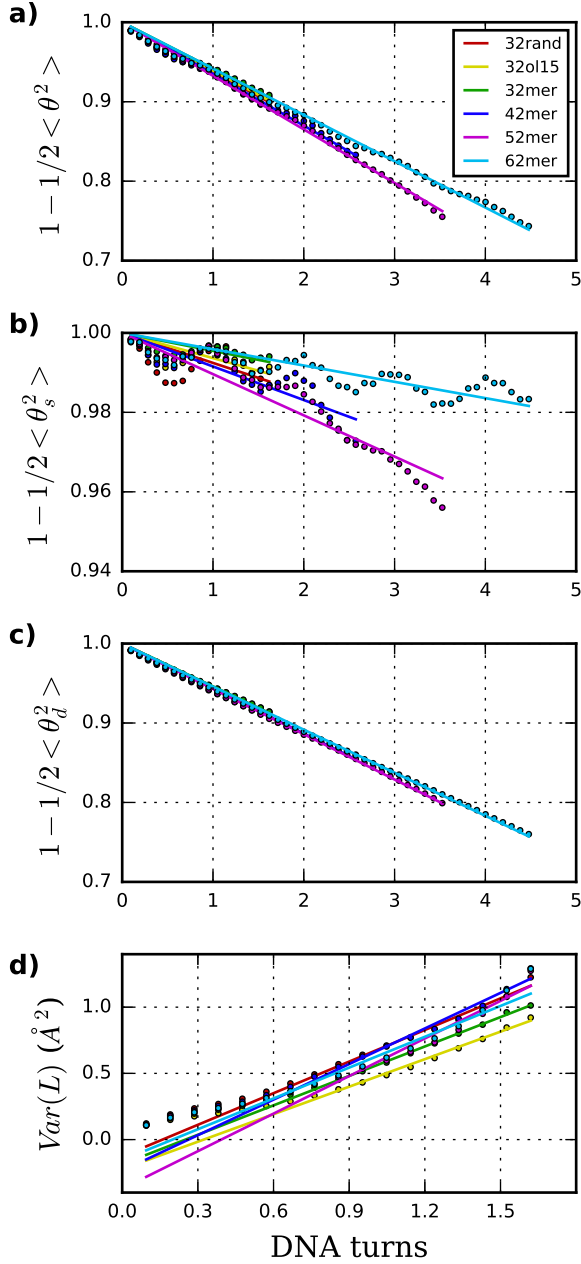 a)
1 − 1/2 < θ² >
1.0
0.9
0.8
0.7
0 1 2 3 4 5
32rand
32ol15
32mer
42mer
52mer
62mer
b)
1 − 1/2 < θ²ₛ >
1.00
0.98
0.96
0.94
0 1 2 3 4 5
c)
1 − 1/2 < θ²_d >
1.0
0.9
0.8
0.7
0 1 2 3 4 5
d)
Var(L) (Å²)
1.0
0.5
0.0
0.0 0.3 0.6 0.9 1.2 1.5
DNA turns